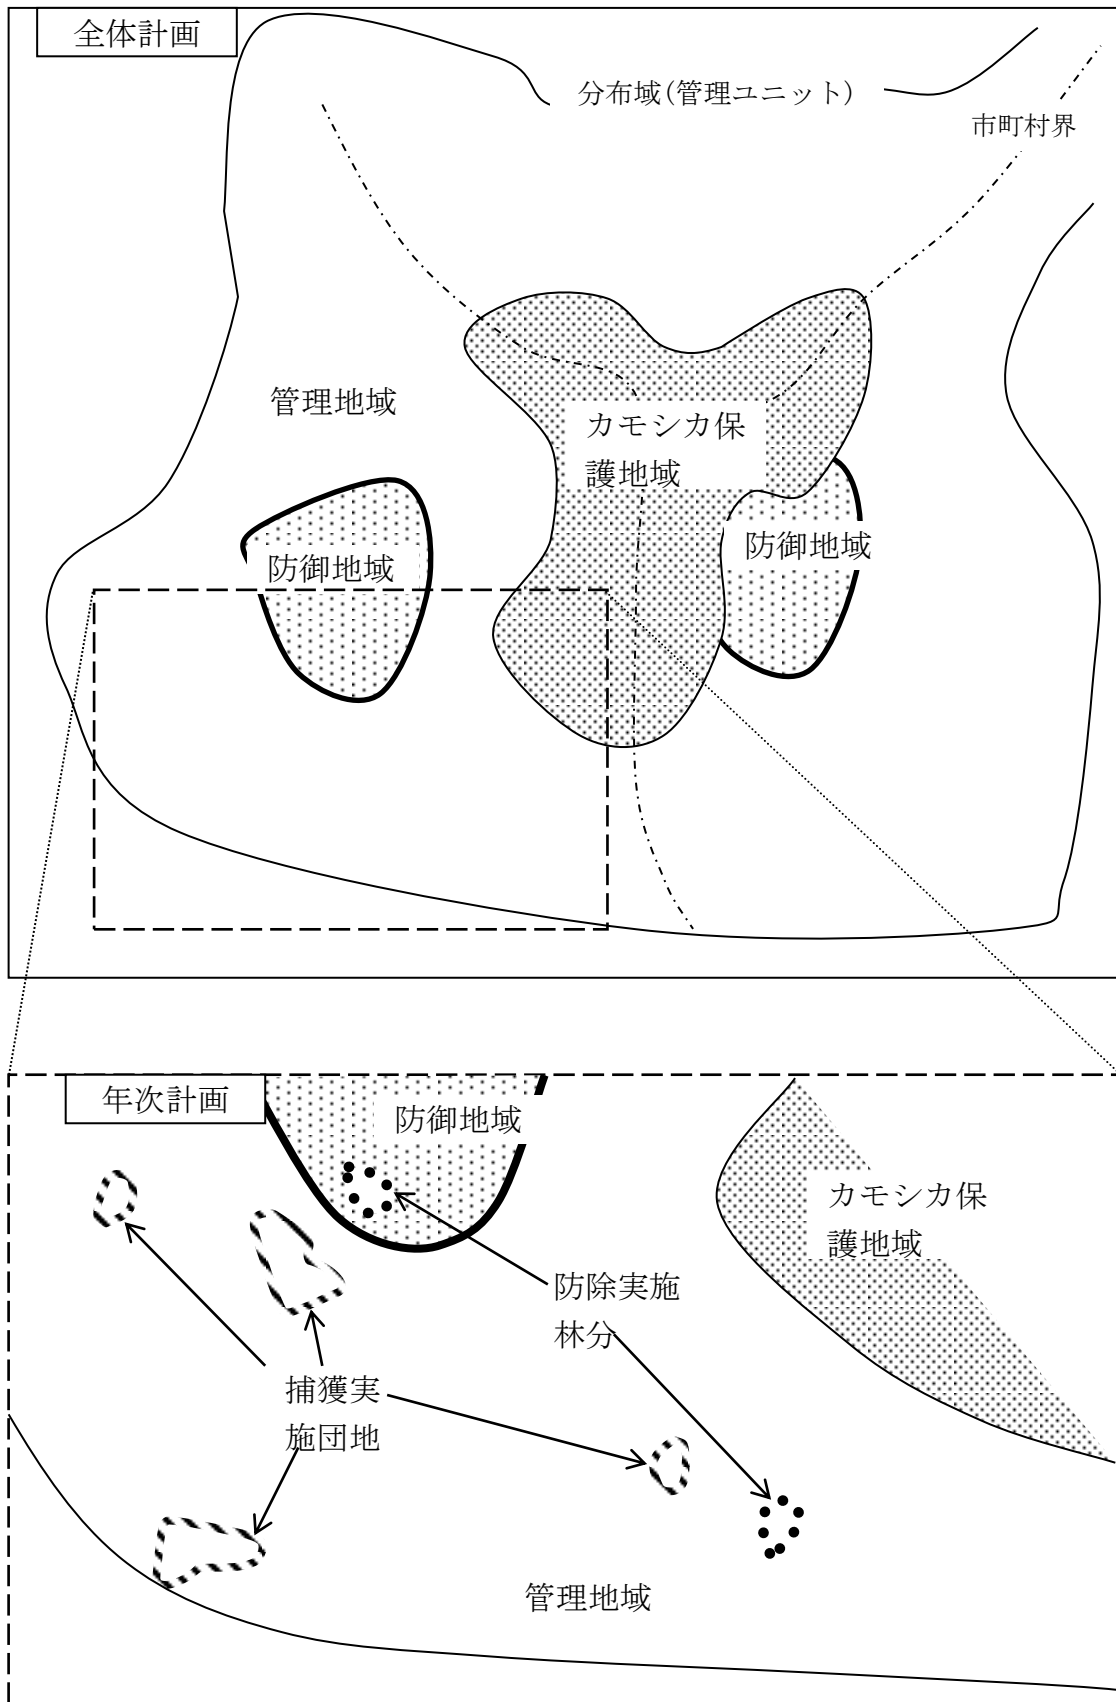 全体計画
分布域(管理ユニット)
市町村界
管理地域
カモシカ保
護地域
防御地域
防御地域
年次計画
防御地域
カモシカ保
護地域
防除実施
林分
捕獲実
施団地
管理地域